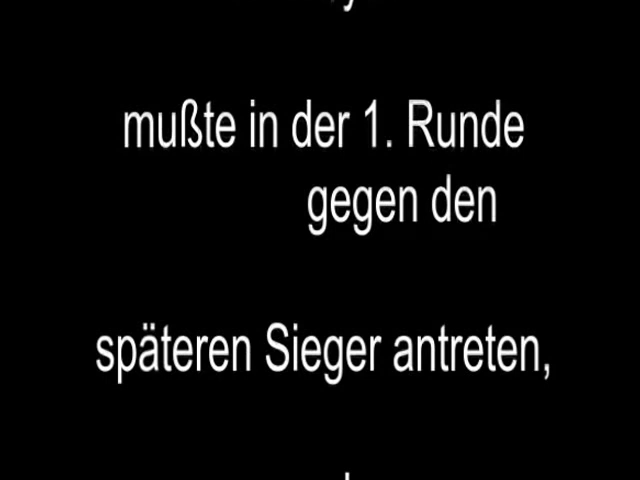 mußte in der 1. Runde
gegen den
späteren Sieger antreten,